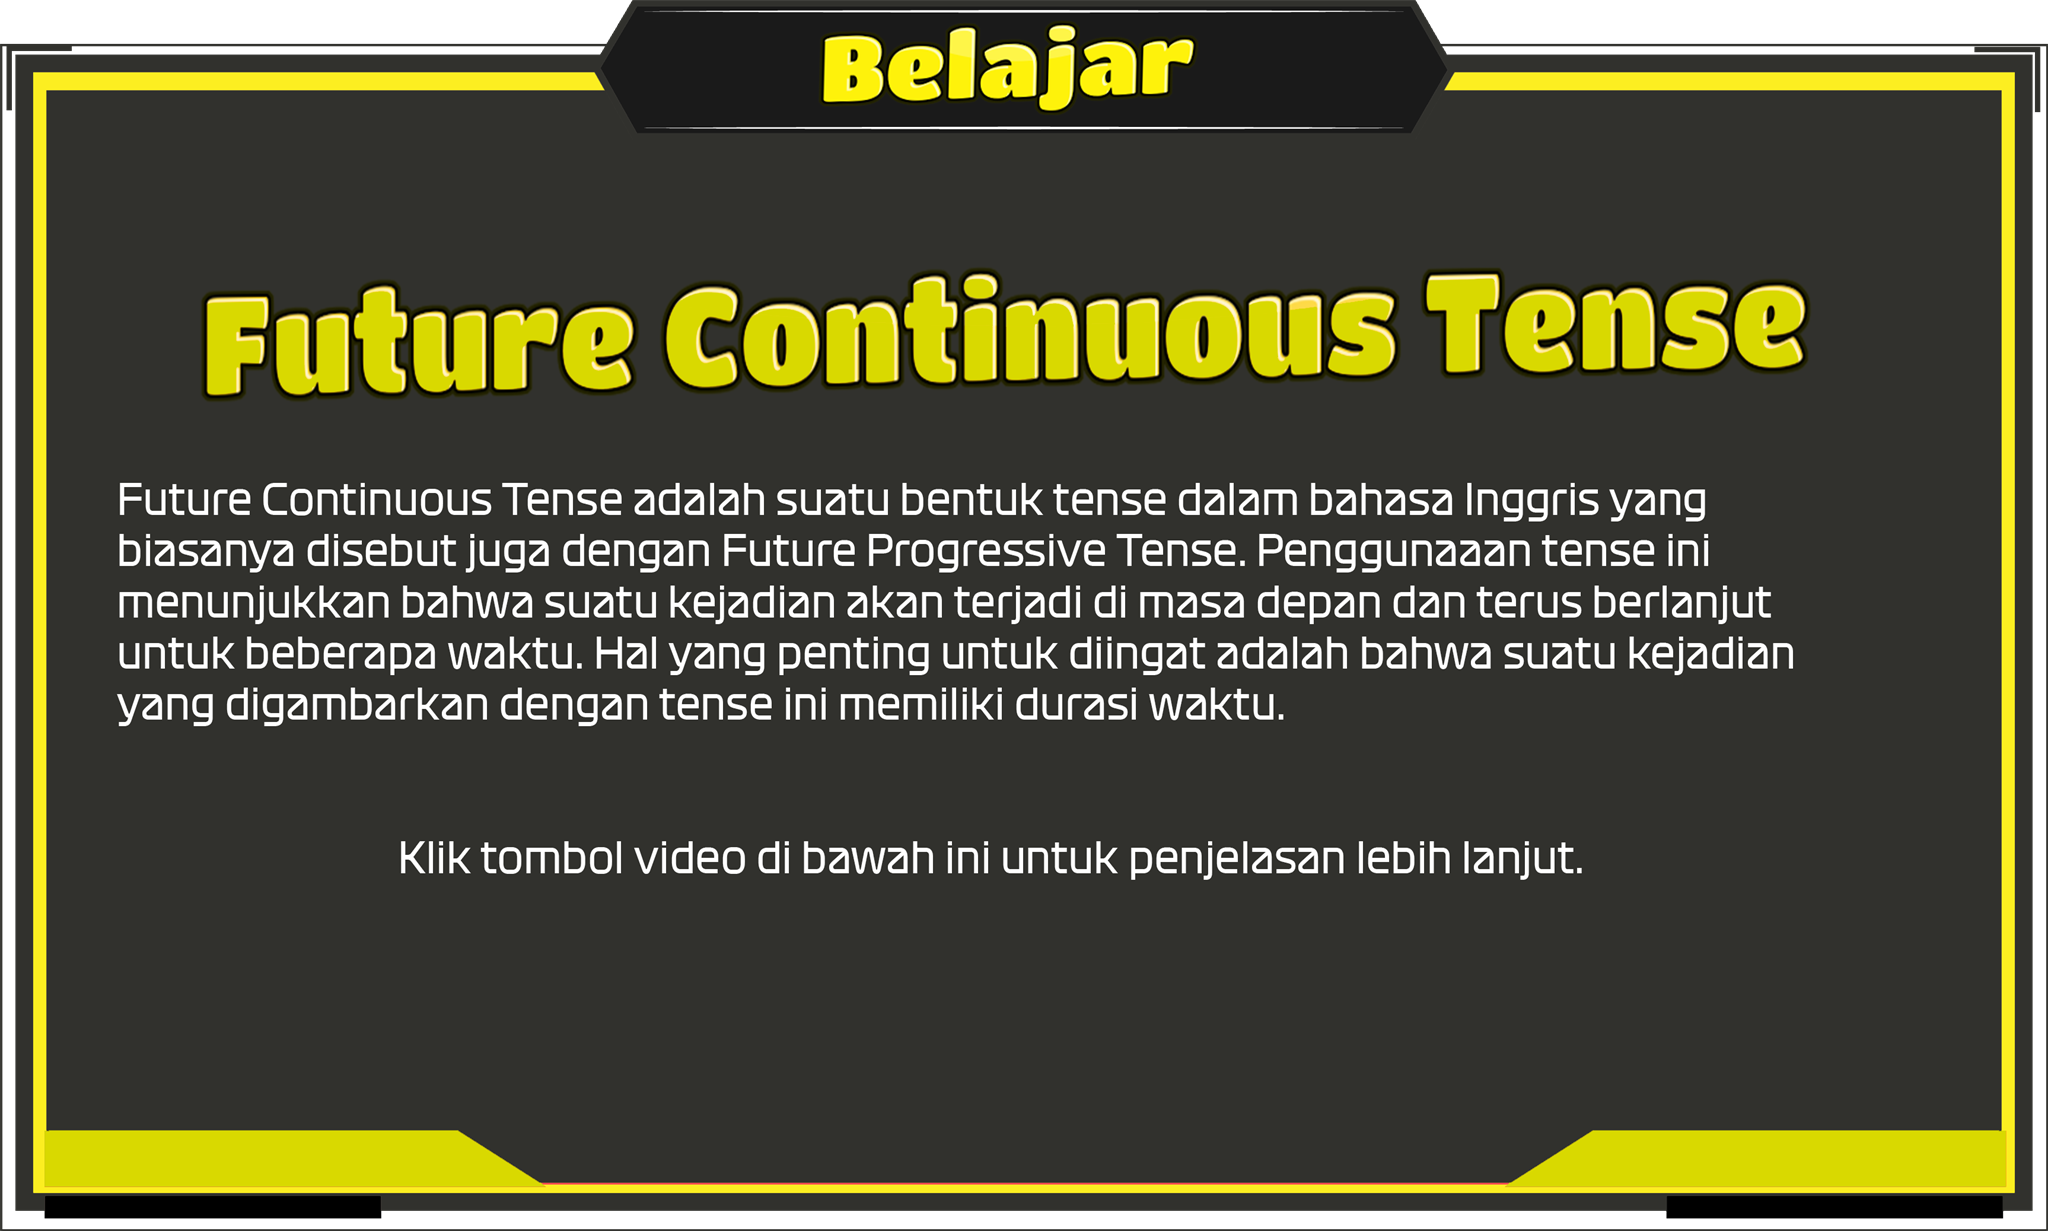 Belajar
Future Continuous Tense
Future Continuous Tense adalah suatu bentuk tense dalam bahasa Inggris yang
biasanya disebut juga dengan Future Progressive Tense. Penggunaaan tense ini
menunjukkan bahwa suatu kejadian akan terjadi di masa depan dan terus berlanjut
untuk beberapa waktu. Hal yang penting untuk diingat adalah bahwa suatu kejadian
yang digambarkan dengan tense ini memiliki durasi waktu.
Klik tombol video di bawah ini untuk penjelasan lebih lanjut.